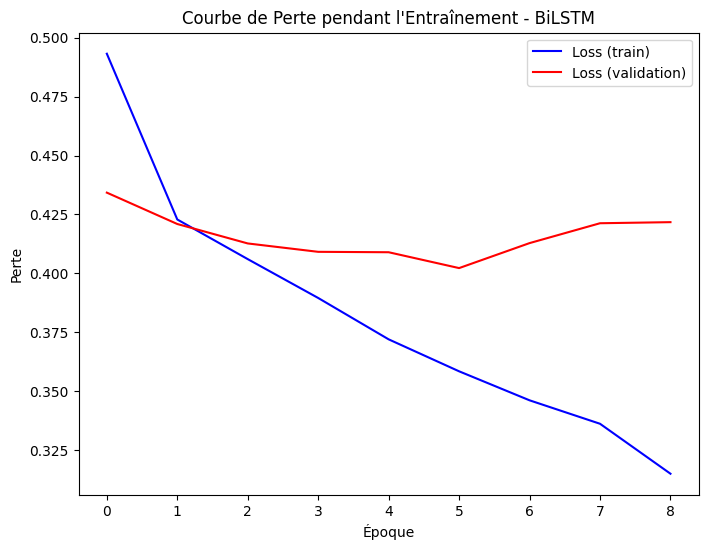 Courbe de Perte pendant l'Entraînement - BiLSTM
Loss (train)
Loss (validation)
0.500
0.475
0.450
0.425
0.400
0.375
0.350
0.325
Perte
0 1 2 3 4 5 6 7 8
Époque